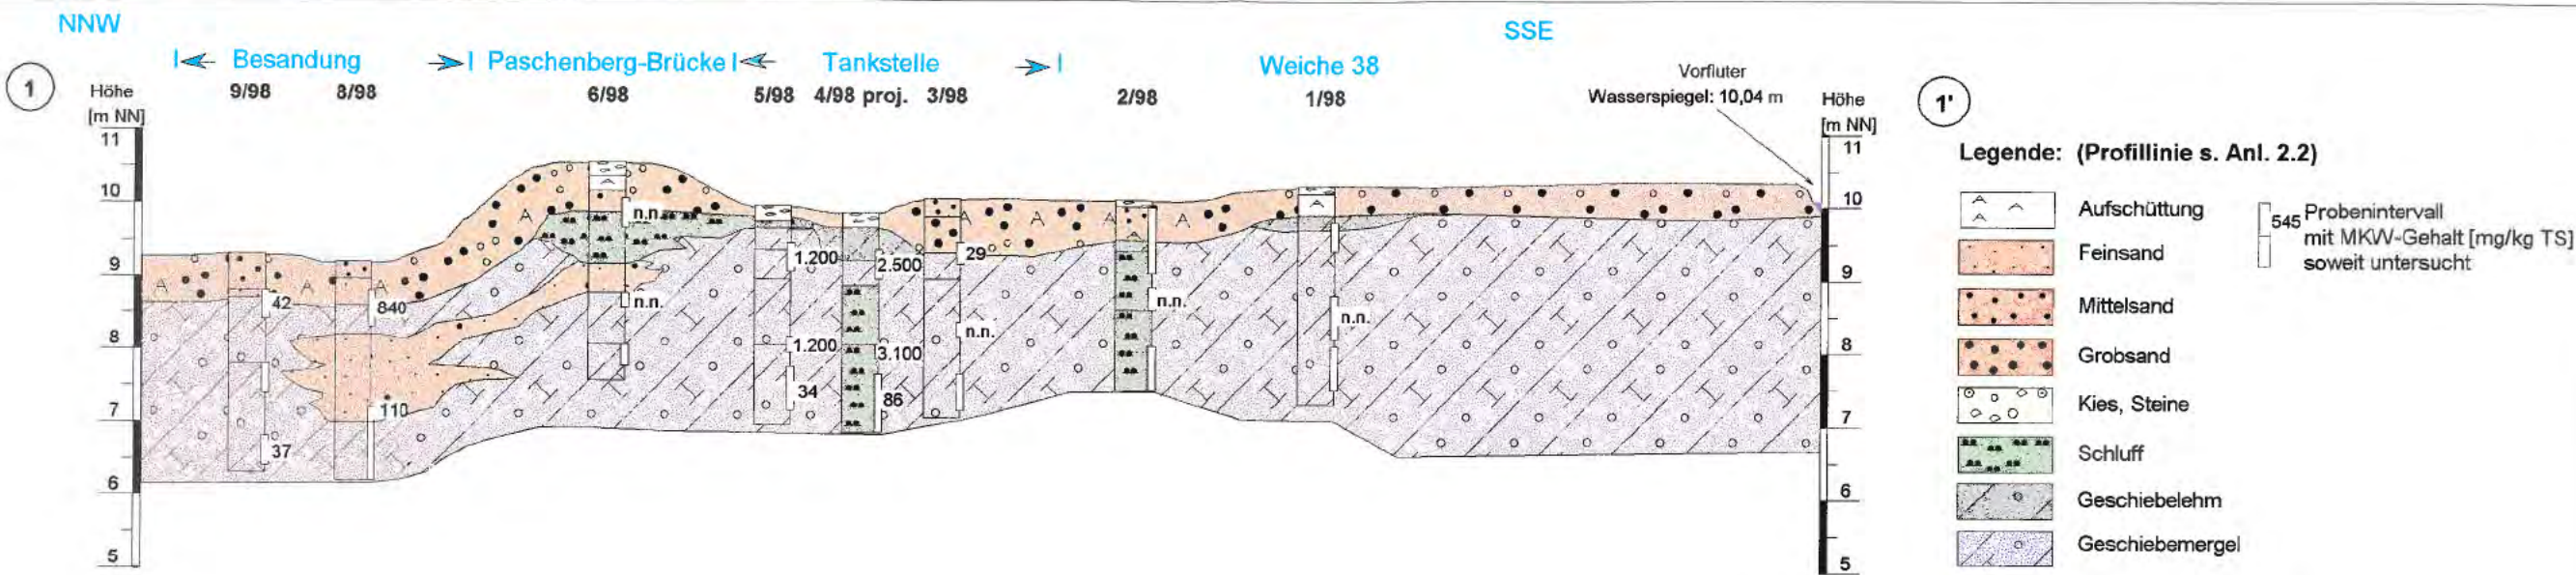 NNW
SSE
Besandung
Paschenberg-Brücke
Tankstelle
Weiche 38
1
Höhe
[m NN]
9/98
8/98
6/98
5/98
4/98 proj.
3/98
2/98
1/98
Vorfluter
Wasserspiegel: 10,04 m
Höhe
[m NN]
1'
11
10
9
8
7
6
5
11
10
9
8
7
6
5
A
A
A
A
A
A
A
A
42
37
840
110
n.n.
n.n.
1.200
1.200
34
2.500
3.100
86
29
n.n.
n.n.
n.n.
Legende: (Profillinie s. Anl. 2.2)
Aufschüttung
Feinsand
Mittelsand
Grobsand
Kies, Steine
Schluff
Geschiebelehm
Geschiebemergel
545 Probenintervall
mit MKW-Gehalt [mg/kg TS]
soweit untersucht